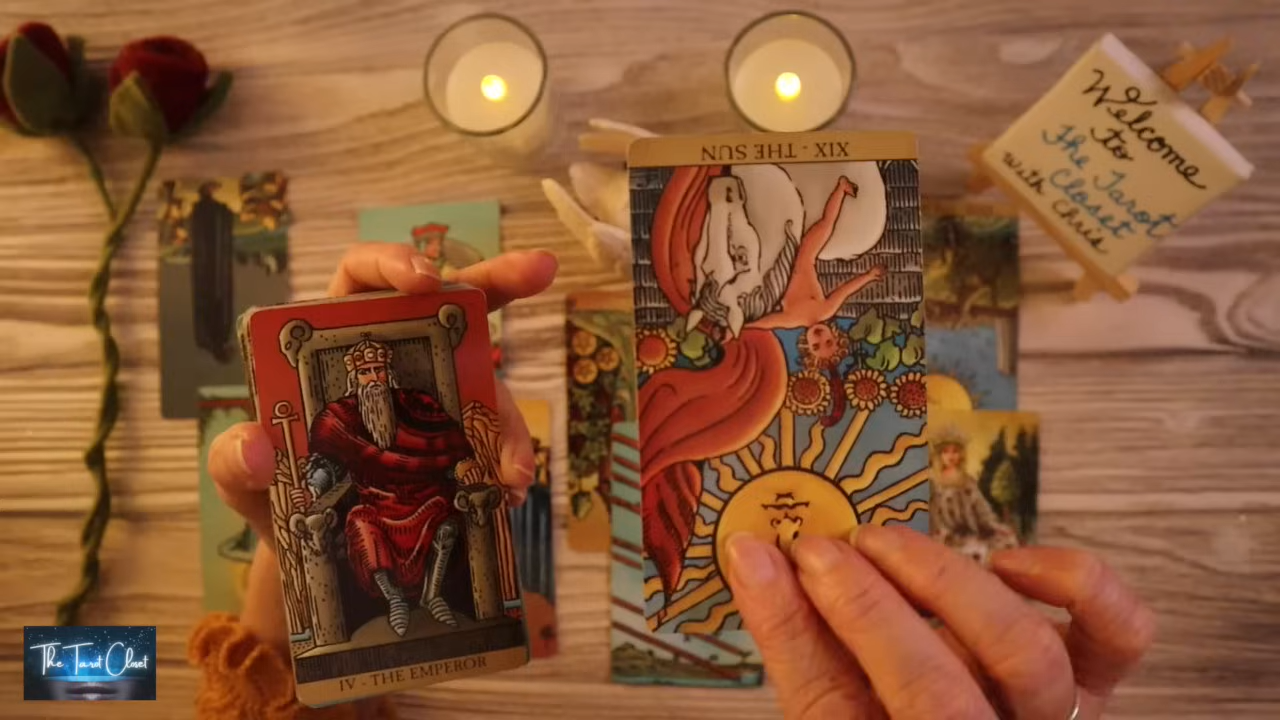 Welcome
to
The Tarot
Closet
with Chris
XIX · THE SUN
IV - THE EMPEROR
The Tarot Closet